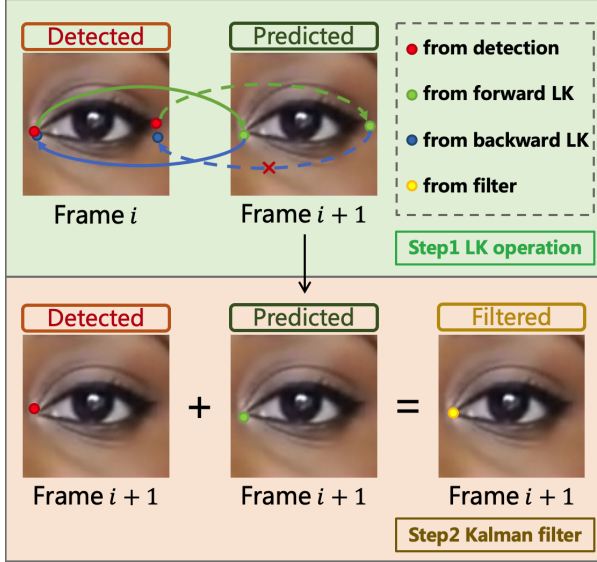 Detected
Predicted
from detection
from forward LK
from backward LK
from filter
Frame i
Frame i + 1
Step1 LK operation
Detected
Predicted
Filtered
+
=
Frame i + 1
Frame i + 1
Frame i + 1
Step2 Kalman filter